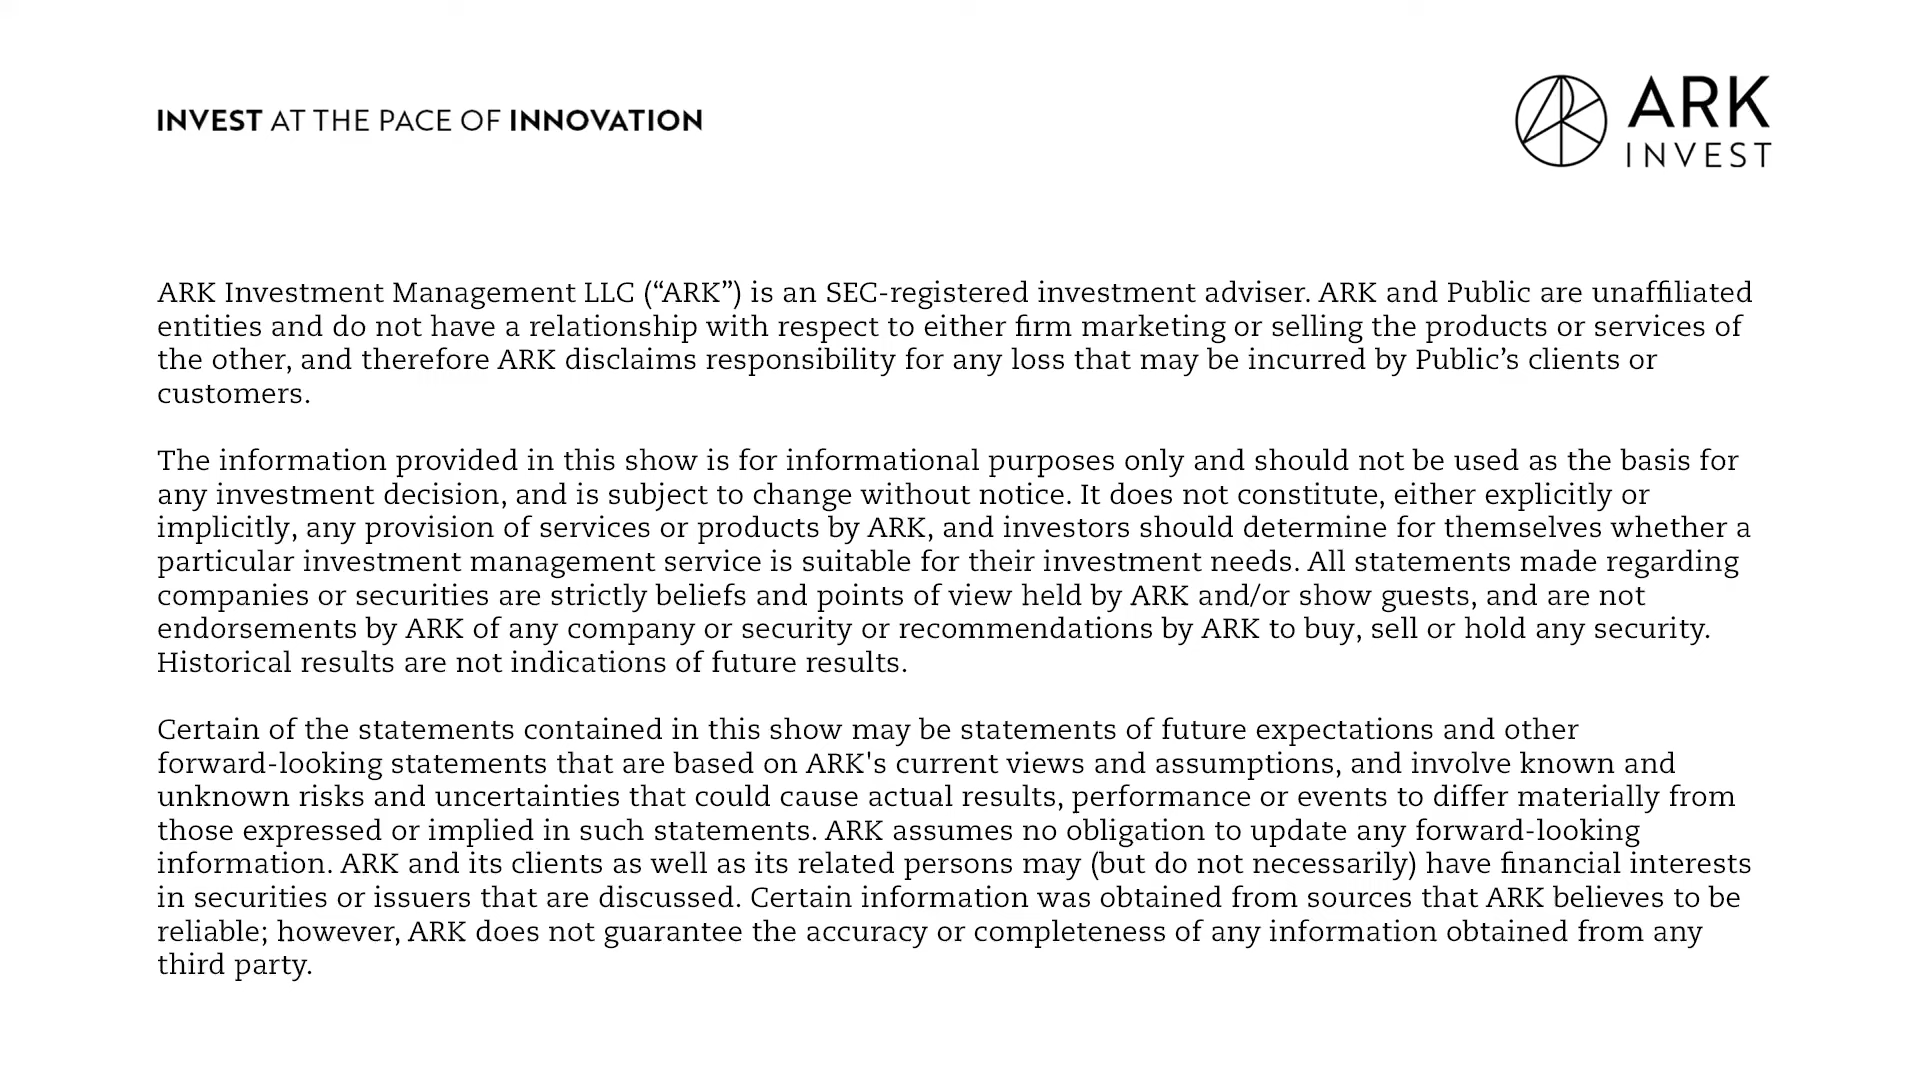 INVEST AT THE PACE OF INNOVATION
ARK
INVEST
ARK Investment Management LLC (“ARK”) is an SEC-registered investment adviser. ARK and Public are unaffiliated
entities and do not have a relationship with respect to either firm marketing or selling the products or services of
the other, and therefore ARK disclaims responsibility for any loss that may be incurred by Public’s clients or
customers.
The information provided in this show is for informational purposes only and should not be used as the basis for
any investment decision, and is subject to change without notice. It does not constitute, either explicitly or
implicitly, any provision of services or products by ARK, and investors should determine for themselves whether a
particular investment management service is suitable for their investment needs. All statements made regarding
companies or securities are strictly beliefs and points of view held by ARK and/or show guests, and are not
endorsements by ARK of any company or security or recommendations by ARK to buy, sell or hold any security.
Historical results are not indications of future results.
Certain of the statements contained in this show may be statements of future expectations and other
forward-looking statements that are based on ARK's current views and assumptions, and involve known and
unknown risks and uncertainties that could cause actual results, performance or events to differ materially from
those expressed or implied in such statements. ARK assumes no obligation to update any forward-looking
information. ARK and its clients as well as its related persons may (but do not necessarily) have financial interests
in securities or issuers that are discussed. Certain information was obtained from sources that ARK believes to be
reliable; however, ARK does not guarantee the accuracy or completeness of any information obtained from any
third party.